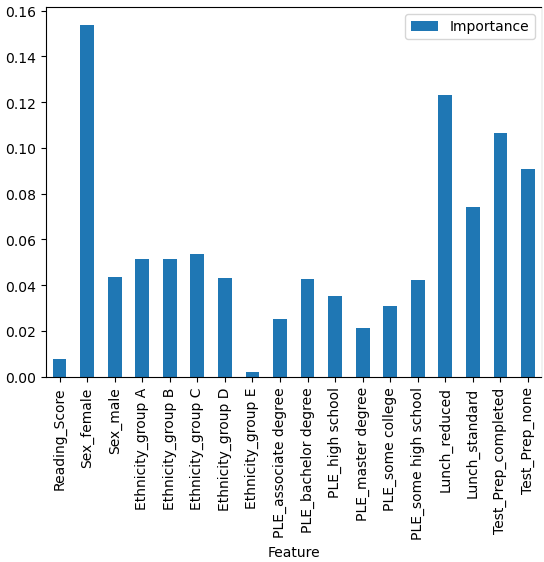 0.16
0.14
0.12
0.10
0.08
0.06
0.04
0.02
0.00
Importance
Reading_Score
Sex_female
Sex_male
Ethnicity_group A
Ethnicity_group B
Ethnicity_group C
Ethnicity_group D
Ethnicity_group E
PLE_associate degree
PLE_bachelor degree
PLE_high school
PLE_master degree
PLE_some college
PLE_some high school
Lunch_reduced
Lunch_standard
Test_Prep_completed
Test_Prep_none
Feature